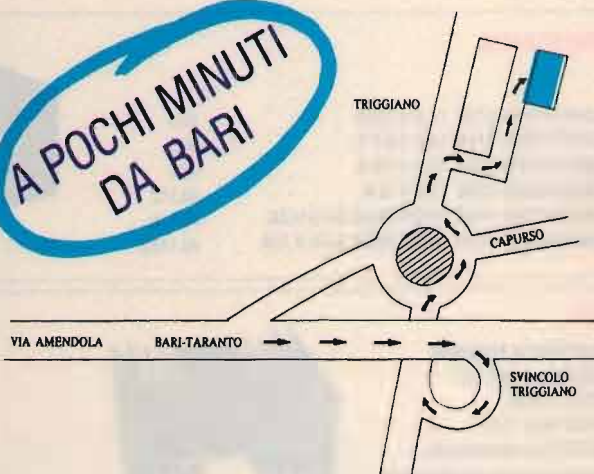 A POCHI MINUTI
DA BARI
TRIGGIANO
CAPURSO
VIA AMENDOLA
BARI-TARANTO
SVINCOLO
TRIGGIANO